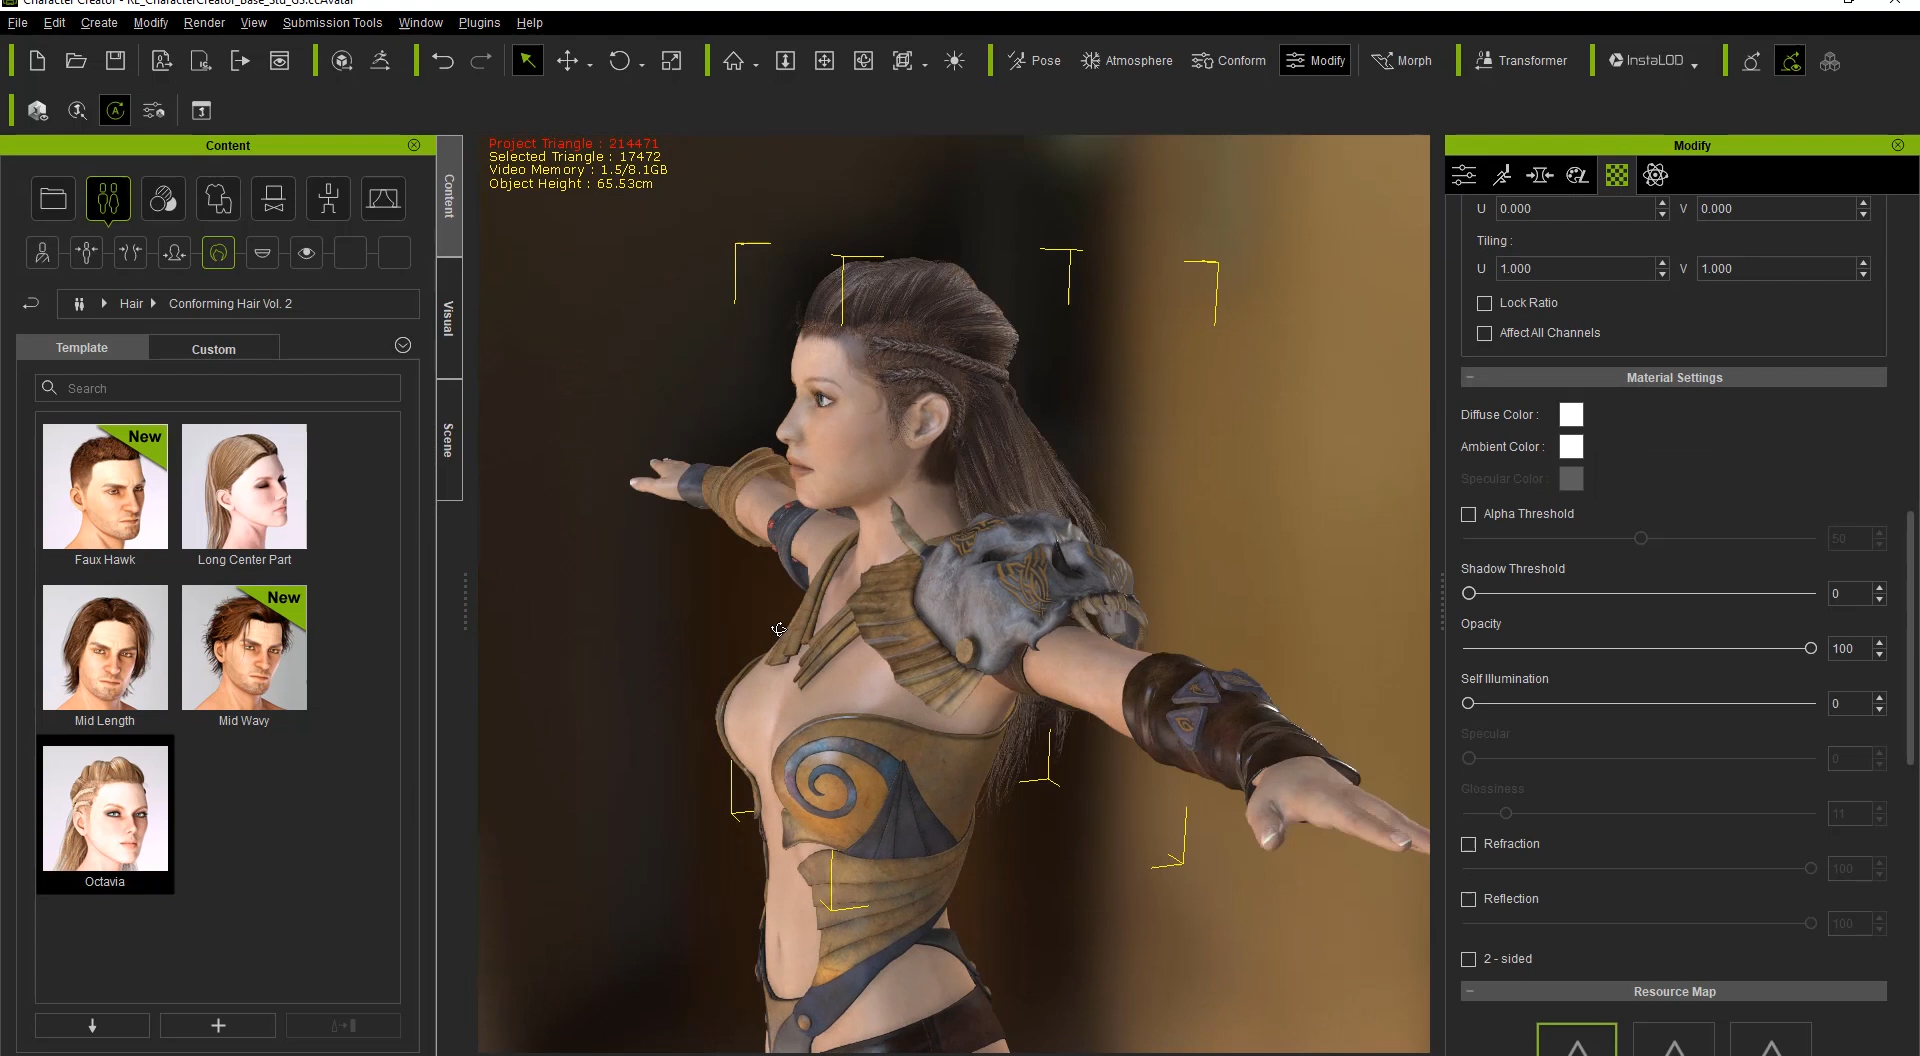 Character Creator - RL_CharacterCreator_Base_Std_G3.ccAvatar
File Edit Create Modify Render View Submission Tools Window Plugins Help
Pose Atmosphere Conform Modify Morph Transformer InstaLOD
Content
Hair Conforming Hair Vol. 2
Template Custom
Search
New
Faux Hawk Long Center Part
New
Mid Length Mid Wavy
Octavia
Content
Visual
Scene
Project Triangle : 214471
Selected Triangle : 17472
Video Memory : 1.5/8.1GB
Object Height : 65.53cm
Modify
U 0.000 V 0.000
Tiling :
U 1.000 V 1.000
Lock Ratio
Affect All Channels
Material Settings
Diffuse Color :
Ambient Color :
Specular Color :
Alpha Threshold
50
Shadow Threshold
0
Opacity
100
Self Illumination
0
Specular
0
Glossiness
11
Refraction
100
Reflection
100
2 - sided
Resource Map